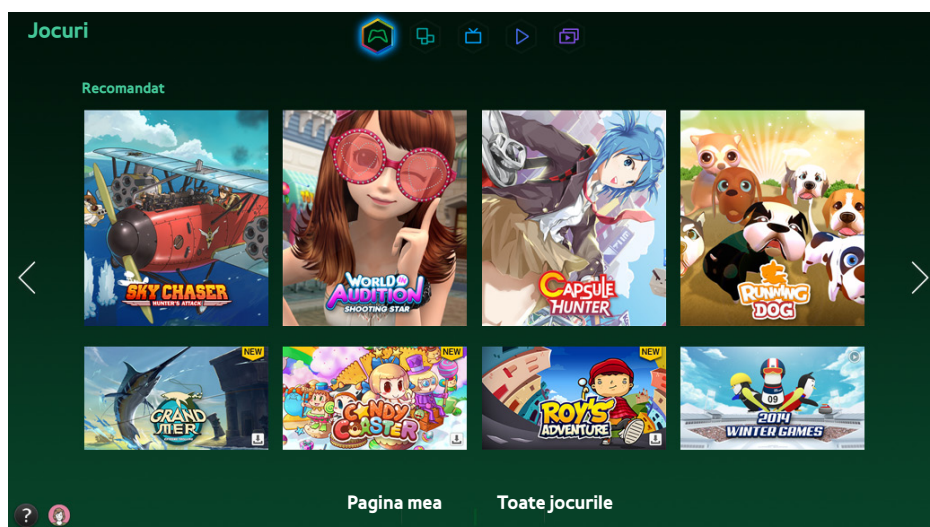 Jocuri
Recomandat
SKY CHASER
HUNTER'S ATTACK
WORLD IN
AUDITION
SHOOTING STAR
CAPSULE
HUNTER
RUNNING
DOG
NEW
GRAND
MER
NEW
CANDY
COASTER
NEW
ROY'S
ADVENTURE
09
2014
WINTER GAMES
Pagina mea
Toate jocurile
?